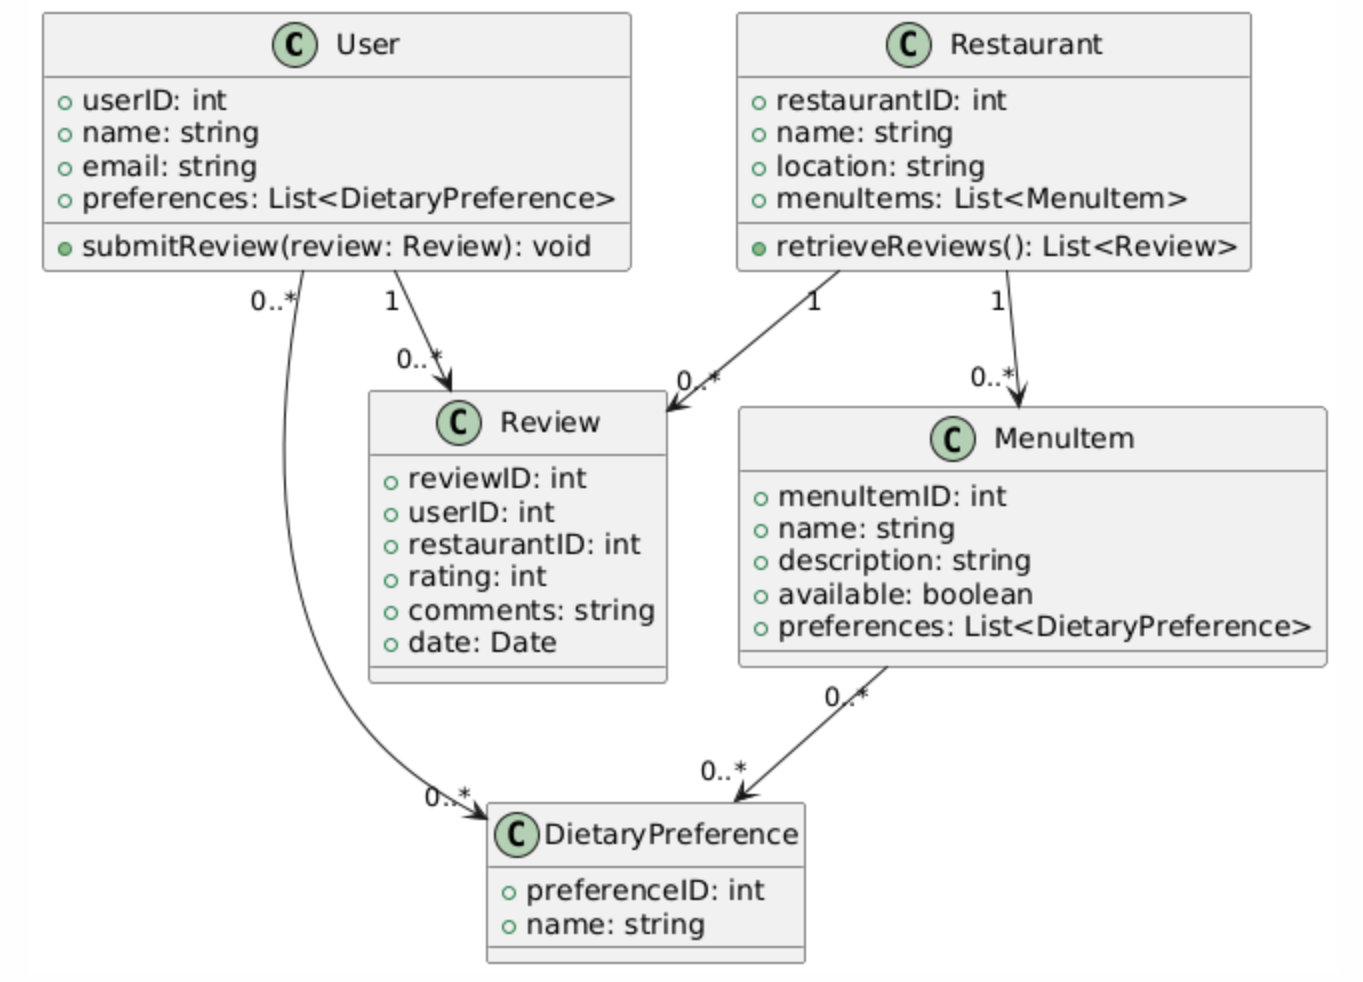 C User
userID: int
name: string
email: string
preferences: List<DietaryPreference>
submitReview(review: Review): void
C Restaurant
restaurantID: int
name: string
location: string
menuItems: List<MenuItem>
retrieveReviews(): List<Review>
0..*
1
0..*
1
0..*
1
0..*
C Review
reviewID: int
userID: int
restaurantID: int
rating: int
comments: string
date: Date
C MenuItem
menuItemID: int
name: string
description: string
available: boolean
preferences: List<DietaryPreference>
0..*
0..*
0..*
C DietaryPreference
preferenceID: int
name: string